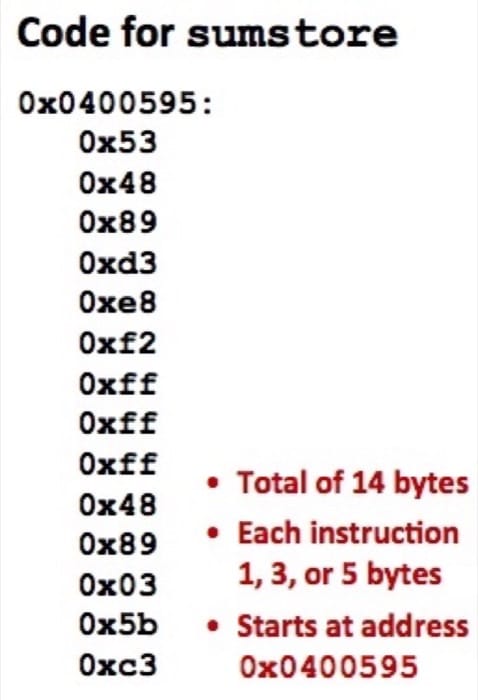 Code for sumstore
0x0400595:
0x53
0x48
0x89
0xd3
0xe8
0xf2
0xff
0xff
0xff
0x48
0x89
0x03
0x5b
0xc3
• Total of 14 bytes
• Each instruction
1, 3, or 5 bytes
• Starts at address
0x0400595